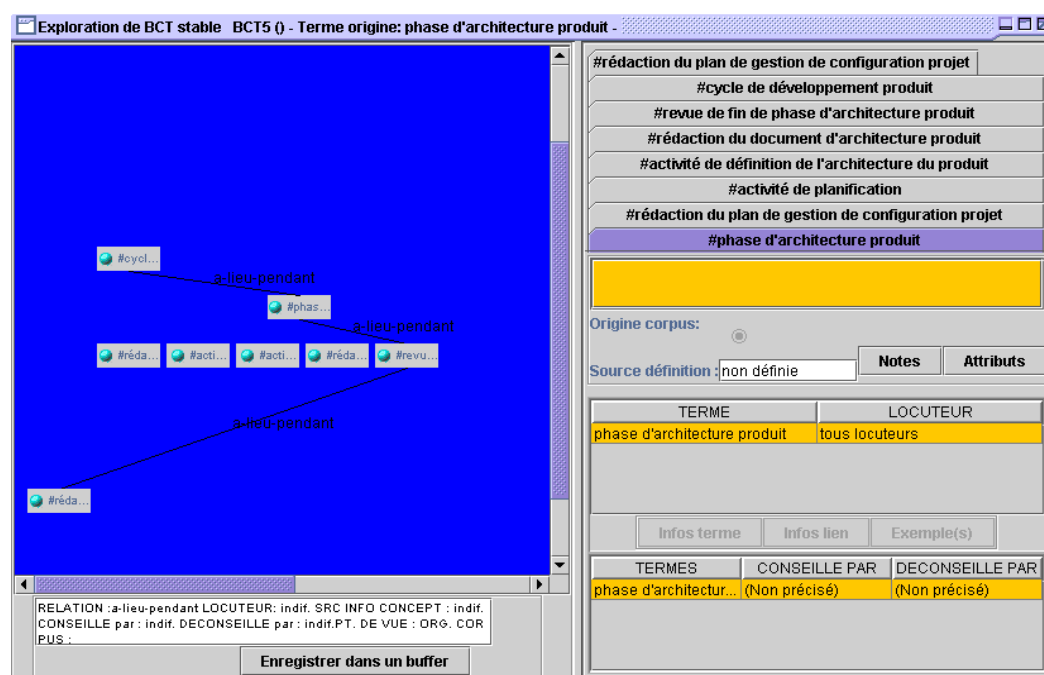 Exploration de BCT stable   BCT5 () - Terme origine: phase d'architecture produit -
#cycl...
a-lieu-pendant
#phas...
a-lieu-pendant
#réda... #acti... #acti... #réda... #revu...
a-lieu-pendant
#réda...
RELATION :a-lieu-pendant LOCUTEUR: indif. SRC INFO CONCEPT : indif.
CONSEILLE par : indif. DECONSEILLE par : indif.PT. DE VUE : ORG. COR
PUS :
Enregistrer dans un buffer
#rédaction du plan de gestion de configuration projet
#cycle de développement produit
#revue de fin de phase d'architecture produit
#rédaction du document d'architecture produit
#activité de définition de l'architecture du produit
#activité de planification
#rédaction du plan de gestion de configuration projet
#phase d'architecture produit
Origine corpus:
Source définition : non définie Notes Attributs
TERME LOCUTEUR
phase d'architecture produit tous locuteurs
Infos terme Infos lien Exemple(s)
TERMES CONSEILLE PAR DECONSEILLE PAR
phase d'architectur... (Non précisé) (Non précisé)